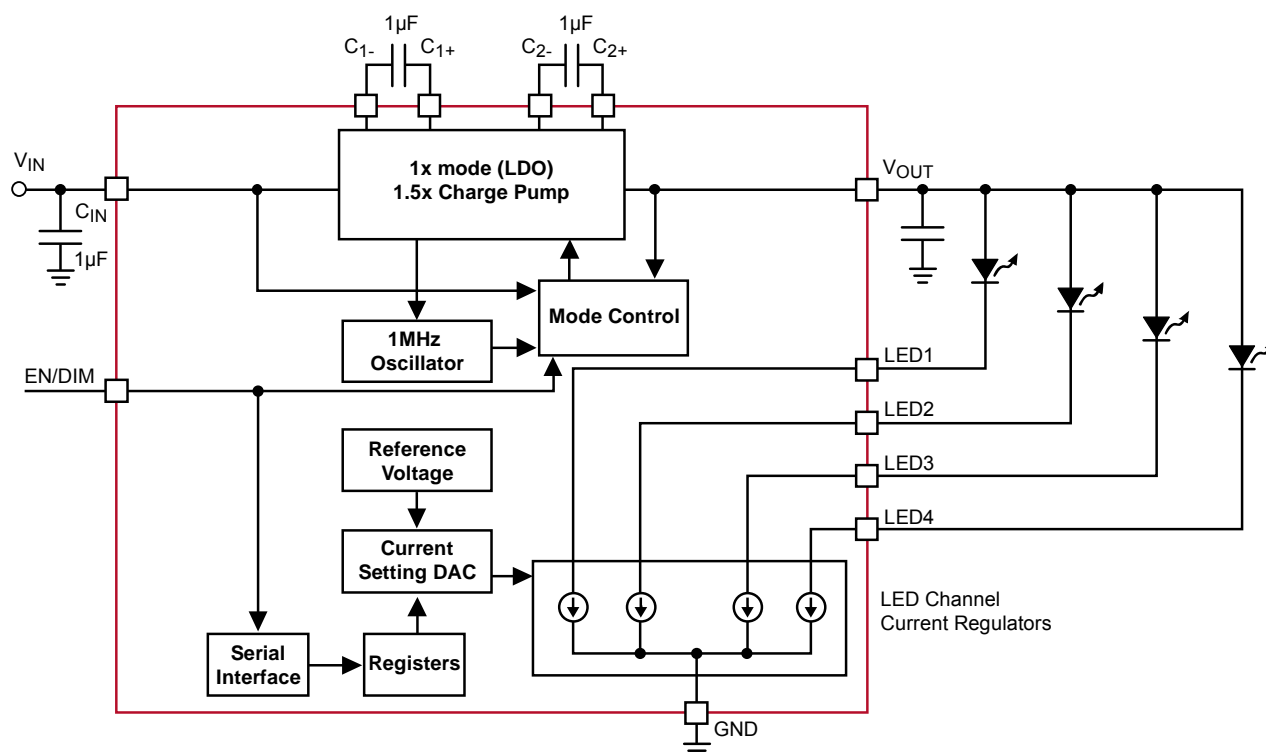 1µF
1µF
C1-
C1+
C2-
C2+
VIN
1x mode (LDO)
1.5x Charge Pump
VOUT
CIN
1µF
Mode Control
1MHz
Oscillator
LED1
EN/DIM
LED2
Reference
Voltage
LED3
LED4
Current
Setting DAC
LED Channel
Current Regulators
Serial
Interface
Registers
GND